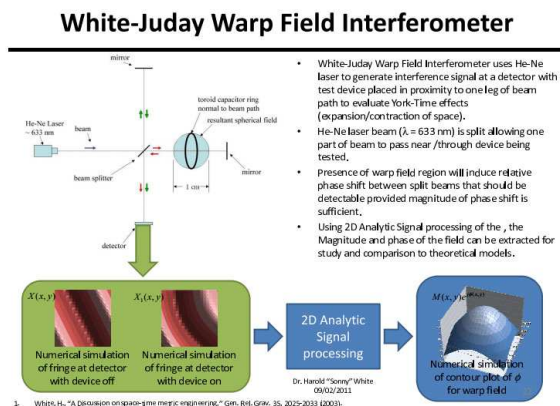 White-Juday Warp Field Interferometer
mirror
toroid capacitor ring
normal to beam path
resultant spherical field
He-Ne Laser
~ 633 nm
beam
beam splitter
1 cm
mirror
detector
• White-Juday Warp Field Interferometer uses He-Ne
laser to generate interference signal at a detector with
test device placed in proximity to one leg of beam
path to evaluate York-Time effects
(expansion/contraction of space).
• He-Ne laser beam (λ = 633 nm) is split allowing one
part of beam to pass near /through device being
tested.
• Presence of warp field region will induce relative
phase shift between split beams that should be
detectable provided magnitude of phase shift is
sufficient.
• Using 2D Analytic Signal processing of the , the
Magnitude and phase of the field can be extracted for
study and comparison to theoretical models.
X(x, y)
Numerical simulation
of fringe at detector
with device off
X₁(x, y)
Numerical simulation
of fringe at detector
with device on
2D Analytic
Signal
processing
Dr. Harold "Sonny" White
09/02/2011
M(x, y)
Numerical simulation
of contour plot of ϕ
for warp field
1. White, H., "A Discussion on space-time metric engineering," Gen. Rel. Grav. 35, 2025-2033 (2003).